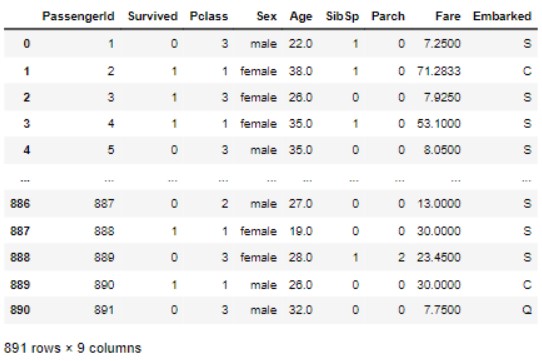 PassengerId Survived Pclass Sex Age SibSp Parch Fare Embarked
0 1 0 3 male 22.0 1 0 7.2500 S
1 2 1 1 female 38.0 1 0 71.2833 C
2 3 1 3 female 26.0 0 0 7.9250 S
3 4 1 1 female 35.0 1 0 53.1000 S
4 5 0 3 male 35.0 0 0 8.0500 S
... ... ... ... ... ... ... ... ... ...
886 887 0 2 male 27.0 0 0 13.0000 S
887 888 1 1 female 19.0 0 0 30.0000 S
888 889 0 3 female 28.0 1 2 23.4500 S
889 890 1 1 male 26.0 0 0 30.0000 C
890 891 0 3 male 32.0 0 0 7.7500 Q
891 rows × 9 columns